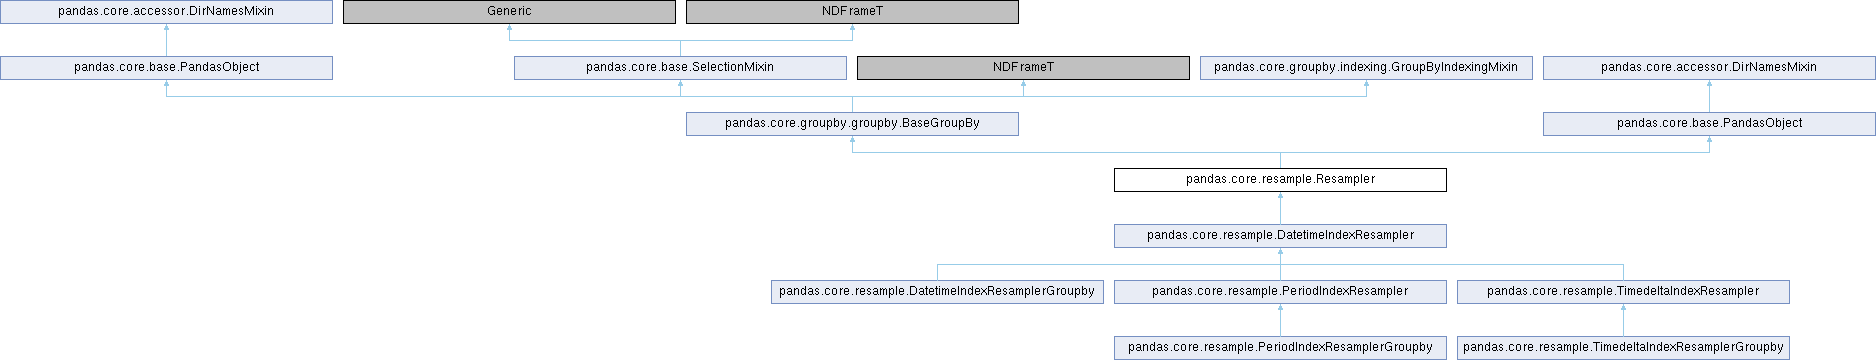 pandas.core.accessor.DirNamesMixin
Generic
NDFrameT
pandas.core.base.PandasObject
pandas.core.base.SelectionMixin
NDFrameT
pandas.core.groupby.indexing.GroupByIndexingMixin
pandas.core.accessor.DirNamesMixin
pandas.core.groupby.groupby.BaseGroupBy
pandas.core.base.PandasObject
pandas.core.resample.Resampler
pandas.core.resample.DatetimeIndexResampler
pandas.core.resample.DatetimeIndexResamplerGroupby
pandas.core.resample.PeriodIndexResampler
pandas.core.resample.TimedeltaIndexResampler
pandas.core.resample.PeriodIndexResamplerGroupby
pandas.core.resample.TimedeltaIndexResamplerGroupby